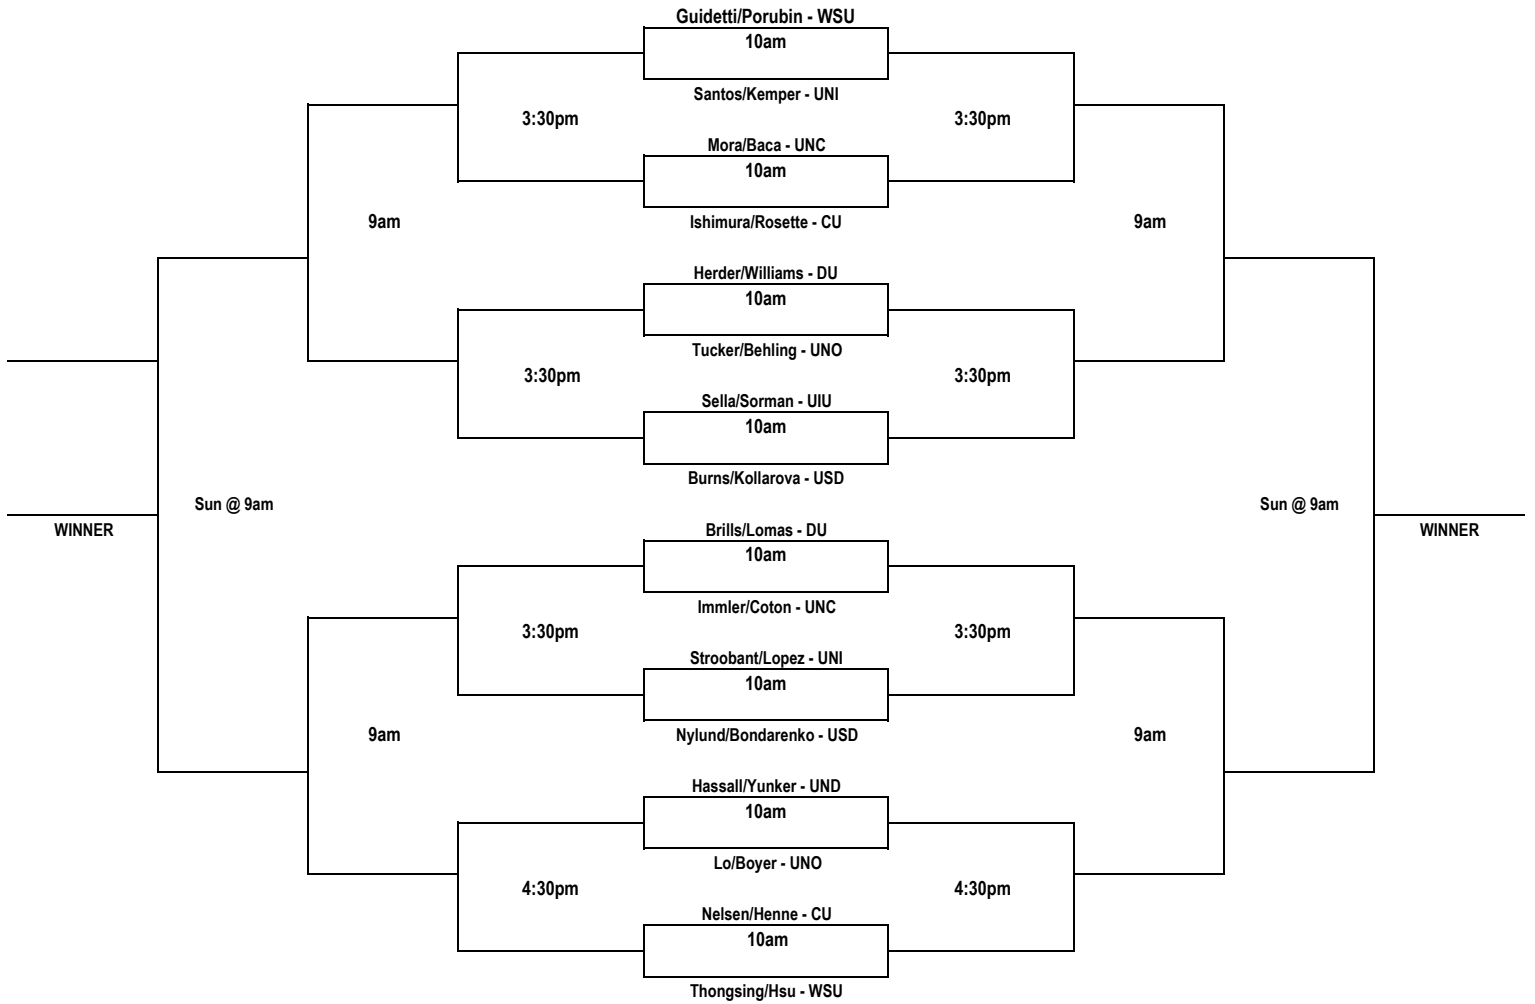 Guidetti/Porubin - WSU
10am
Santos/Kemper - UNI
3:30pm 3:30pm
Mora/Baca - UNC
10am
9am Ishimura/Rosette - CU 9am
Herder/Williams - DU
10am
Tucker/Behling - UNO
3:30pm 3:30pm
Sella/Sorman - UIU
10am
Burns/Kollarova - USD
Sun @ 9am Sun @ 9am
WINNER Brills/Lomas - DU WINNER
10am
Immler/Coton - UNC
3:30pm 3:30pm
Stroobant/Lopez - UNI
10am
9am Nylund/Bondarenko - USD 9am
Hassall/Yunker - UND
10am
Lo/Boyer - UNO
4:30pm 4:30pm
Nelsen/Henne - CU
10am
Thongsing/Hsu - WSU